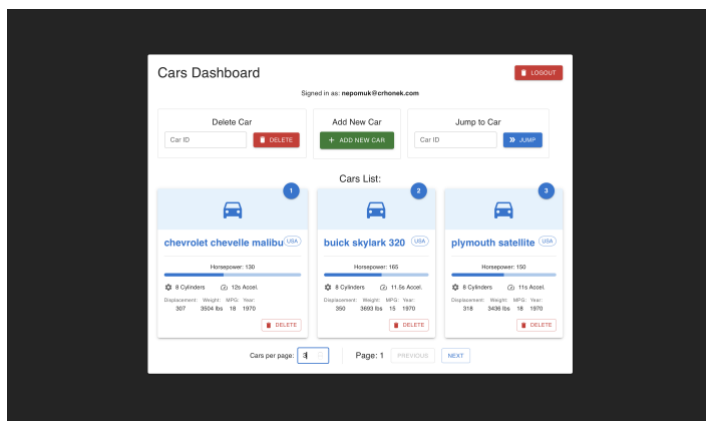 Cars Dashboard
LOGOUT
Signed in as: nepomuk@crhonek.com
Delete Car
Car ID
DELETE
Add New Car
+ ADD NEW CAR
Jump to Car
Car ID
JUMP
Cars List:
1
chevrolet chevelle malibu USA
Horsepower: 130
8 Cylinders 12s Accel.
Displacement: Weight: MPG: Year:
307 3504 lbs 18 1970
DELETE
2
buick skylark 320 USA
Horsepower: 165
8 Cylinders 11.5s Accel.
Displacement: Weight: MPG: Year:
350 3693 lbs 15 1970
DELETE
3
plymouth satellite USA
Horsepower: 150
8 Cylinders 11s Accel.
Displacement: Weight: MPG: Year:
318 3436 lbs 18 1970
DELETE
Cars per page: 3
Page: 1 PREVIOUS NEXT